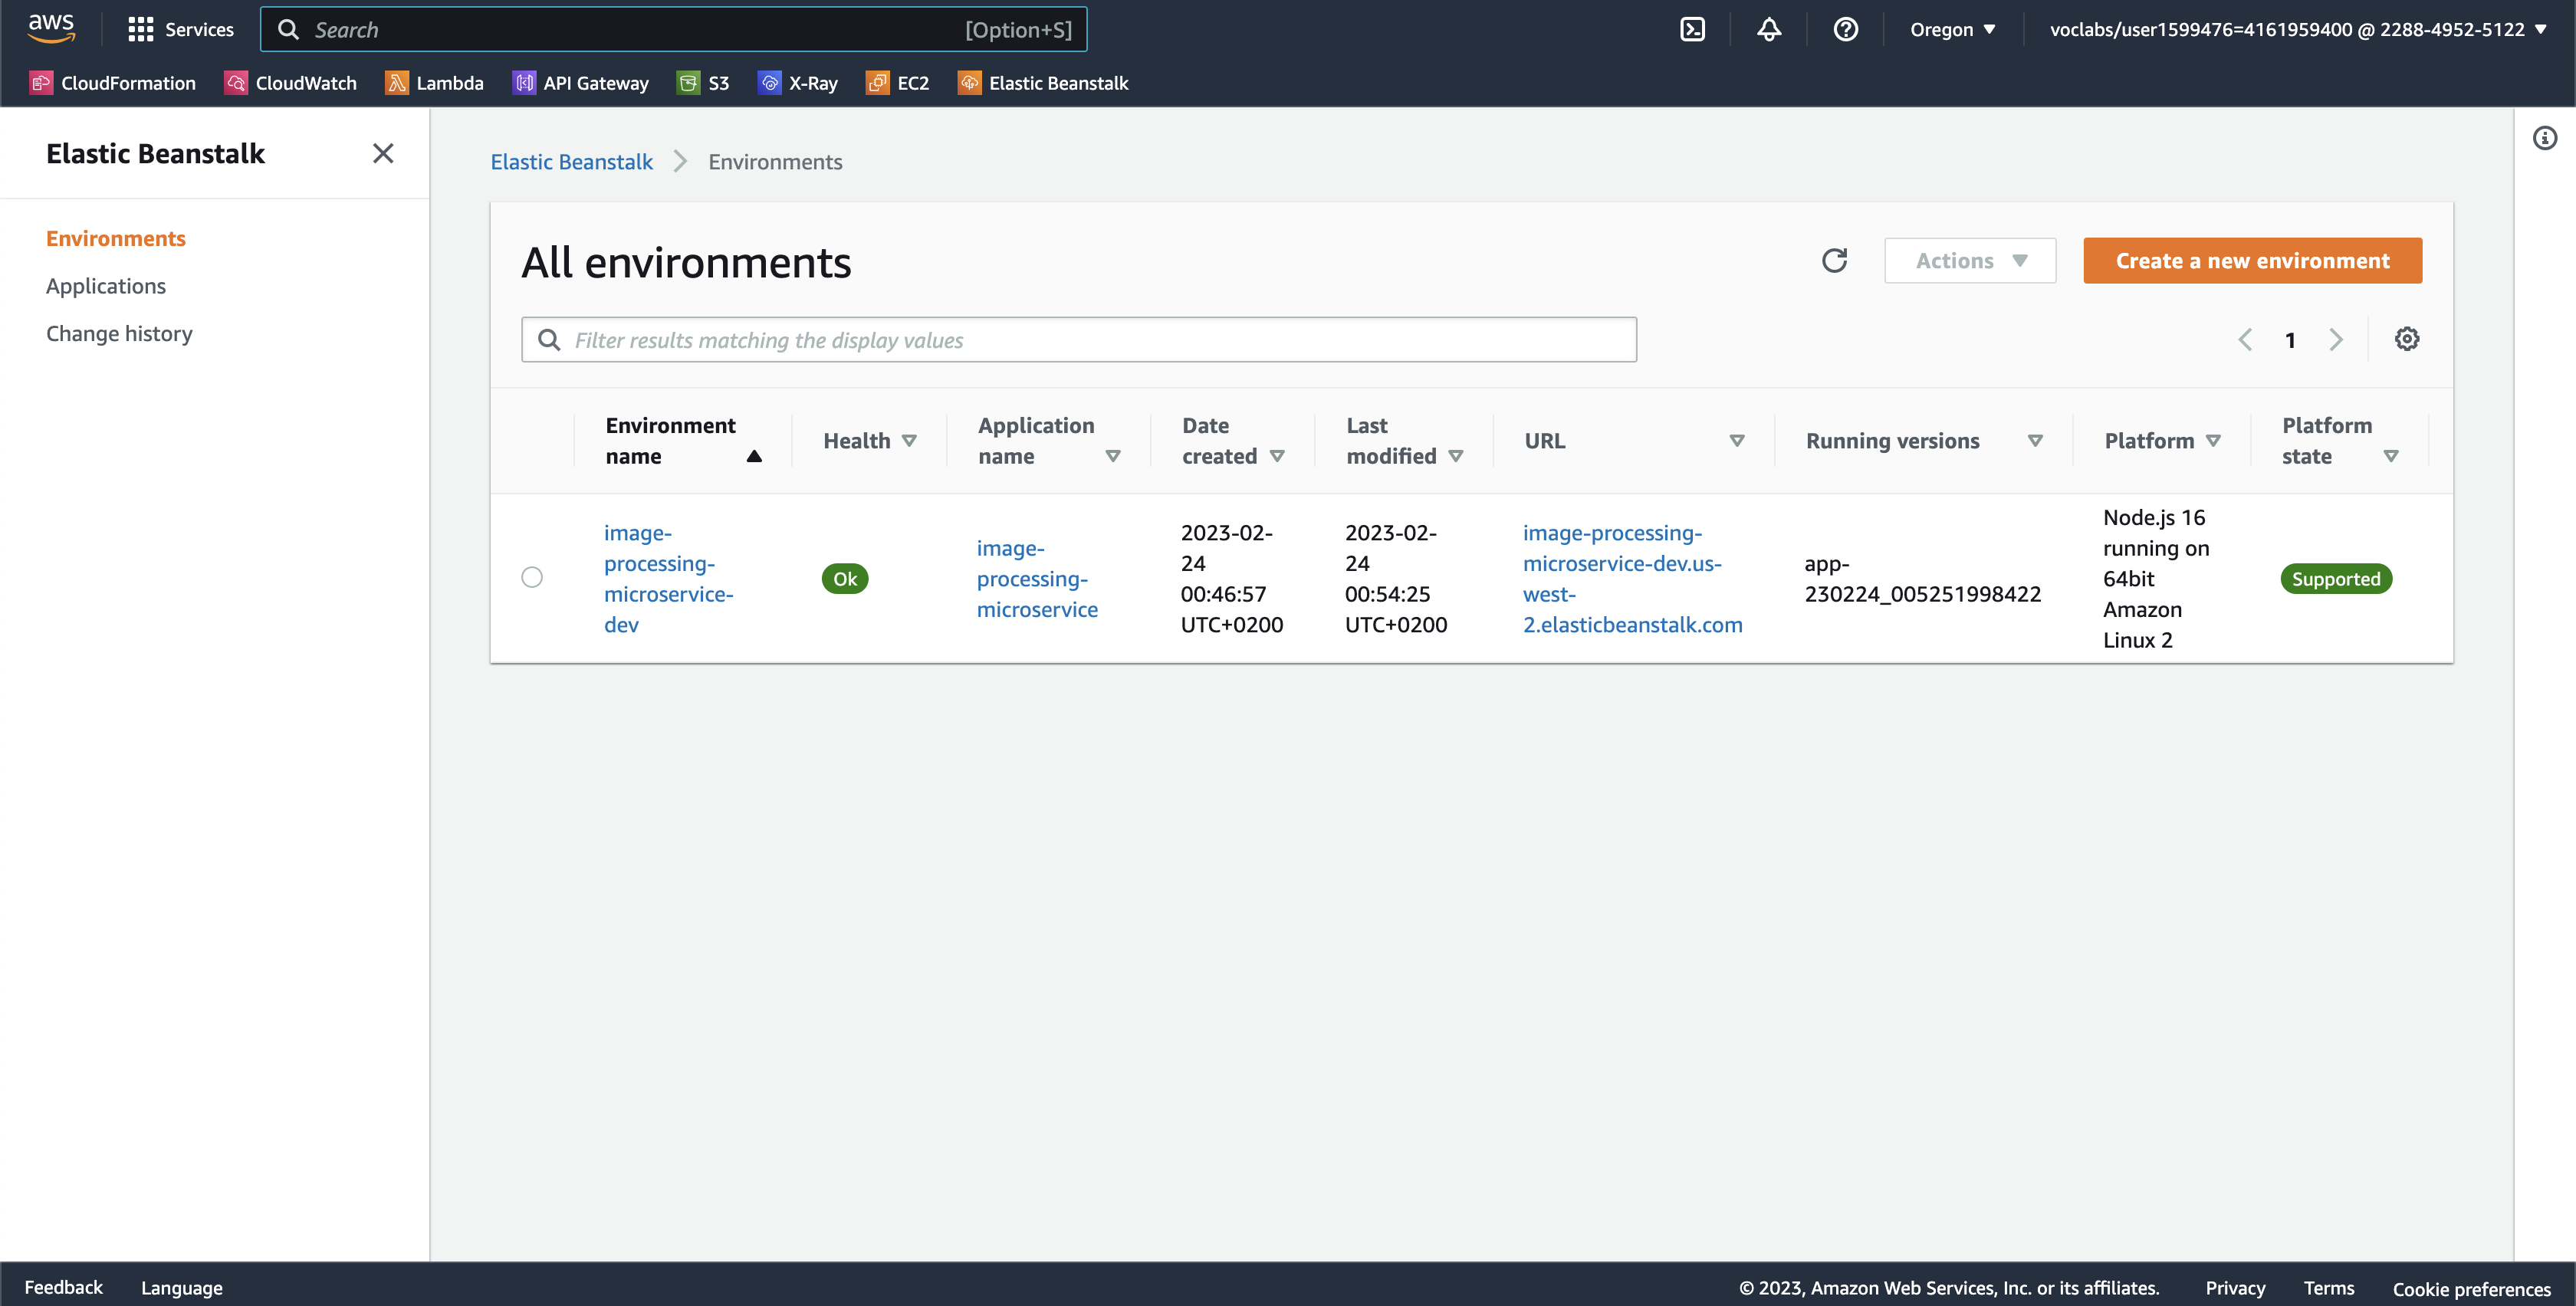 aws
Services
Search
[Option+S]
Oregon
voclabs/user1599476=4161959400 @ 2288-4952-5122
CloudFormation
CloudWatch
Lambda
API Gateway
S3
X-Ray
EC2
Elastic Beanstalk
Elastic Beanstalk
Environments
Applications
Change history
Elastic Beanstalk
Environments
All environments
Actions
Create a new environment
Filter results matching the display values
1
Environment
name
Health
Application
name
Date
created
Last
modified
URL
Running versions
Platform
Platform
state
image-
processing-
microservice-
dev
Ok
image-
processing-
microservice
2023-02-
24
00:46:57
UTC+0200
2023-02-
24
00:54:25
UTC+0200
image-processing-
microservice-dev.us-
west-
2.elasticbeanstalk.com
app-
230224_005251998422
Node.js 16
running on
64bit
Amazon
Linux 2
Supported
Feedback
Language
© 2023, Amazon Web Services, Inc. or its affiliates.
Privacy
Terms
Cookie preferences